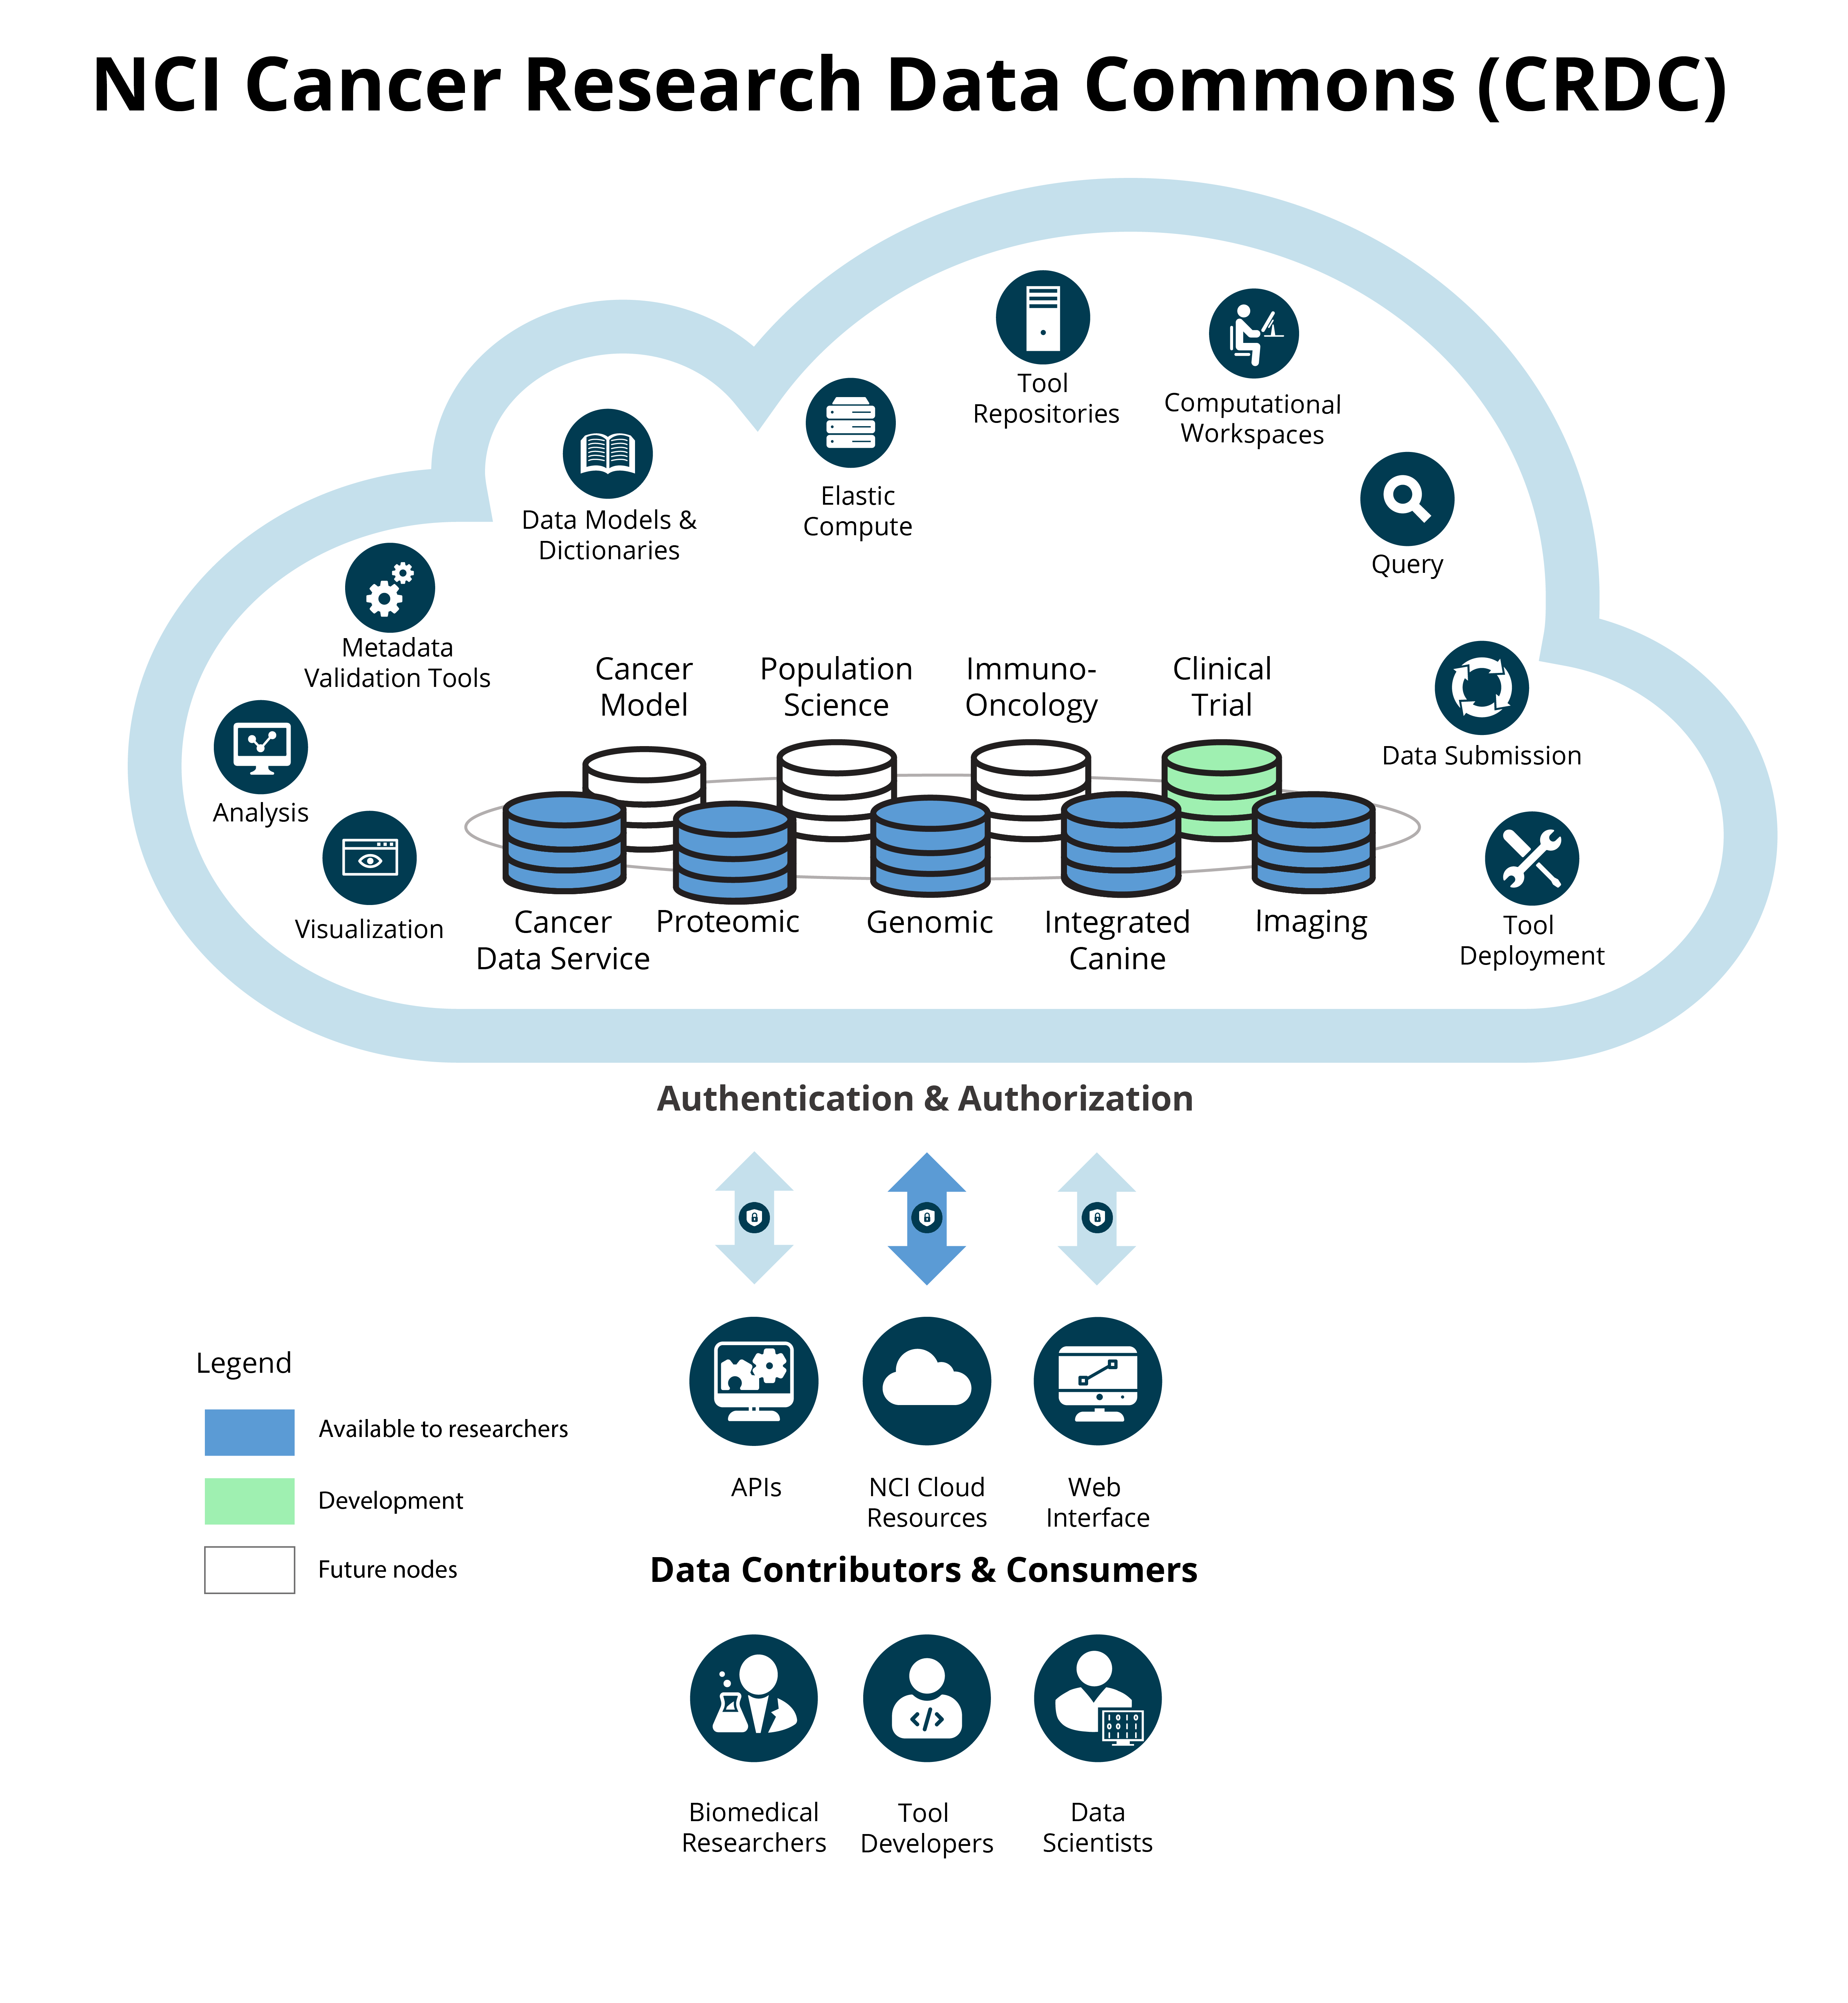 NCI Cancer Research Data Commons (CRDC)
Tool
Repositories
Computational
Workspaces
Elastic
Compute
Data Models &
Dictionaries
Query
Metadata
Validation Tools
Analysis
Visualization
Data Submission
Tool
Deployment
Cancer
Model
Population
Science
Immuno-
Oncology
Clinical
Trial
Cancer
Data Service
Proteomic
Genomic
Integrated
Canine
Imaging
Authentication & Authorization
APIs
NCI Cloud
Resources
Web
Interface
Legend
Available to researchers
Development
Future nodes
Data Contributors & Consumers
Biomedical
Researchers
Tool
Developers
Data
Scientists